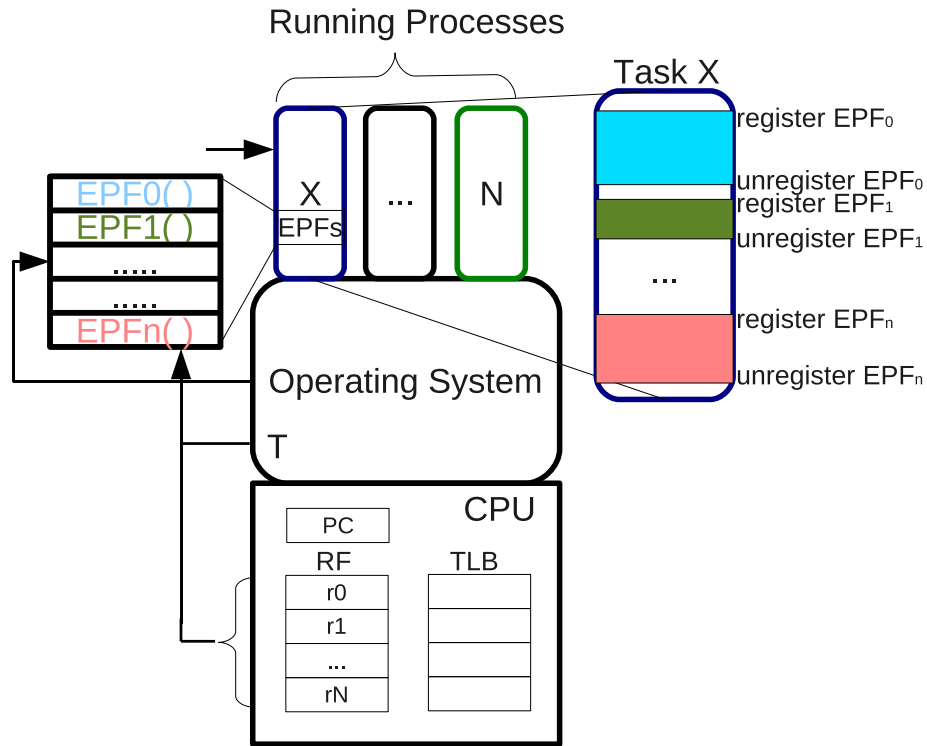 Running Processes
Task X
register EPF0
unregister EPF0
register EPF1
unregister EPF1
...
register EPFn
unregister EPFn
X
EPFs
...
N
EPF0( )
EPF1( )
.....
.....
EPFn( )
Operating System
T
CPU
PC
RF
TLB
r0
r1
...
rN